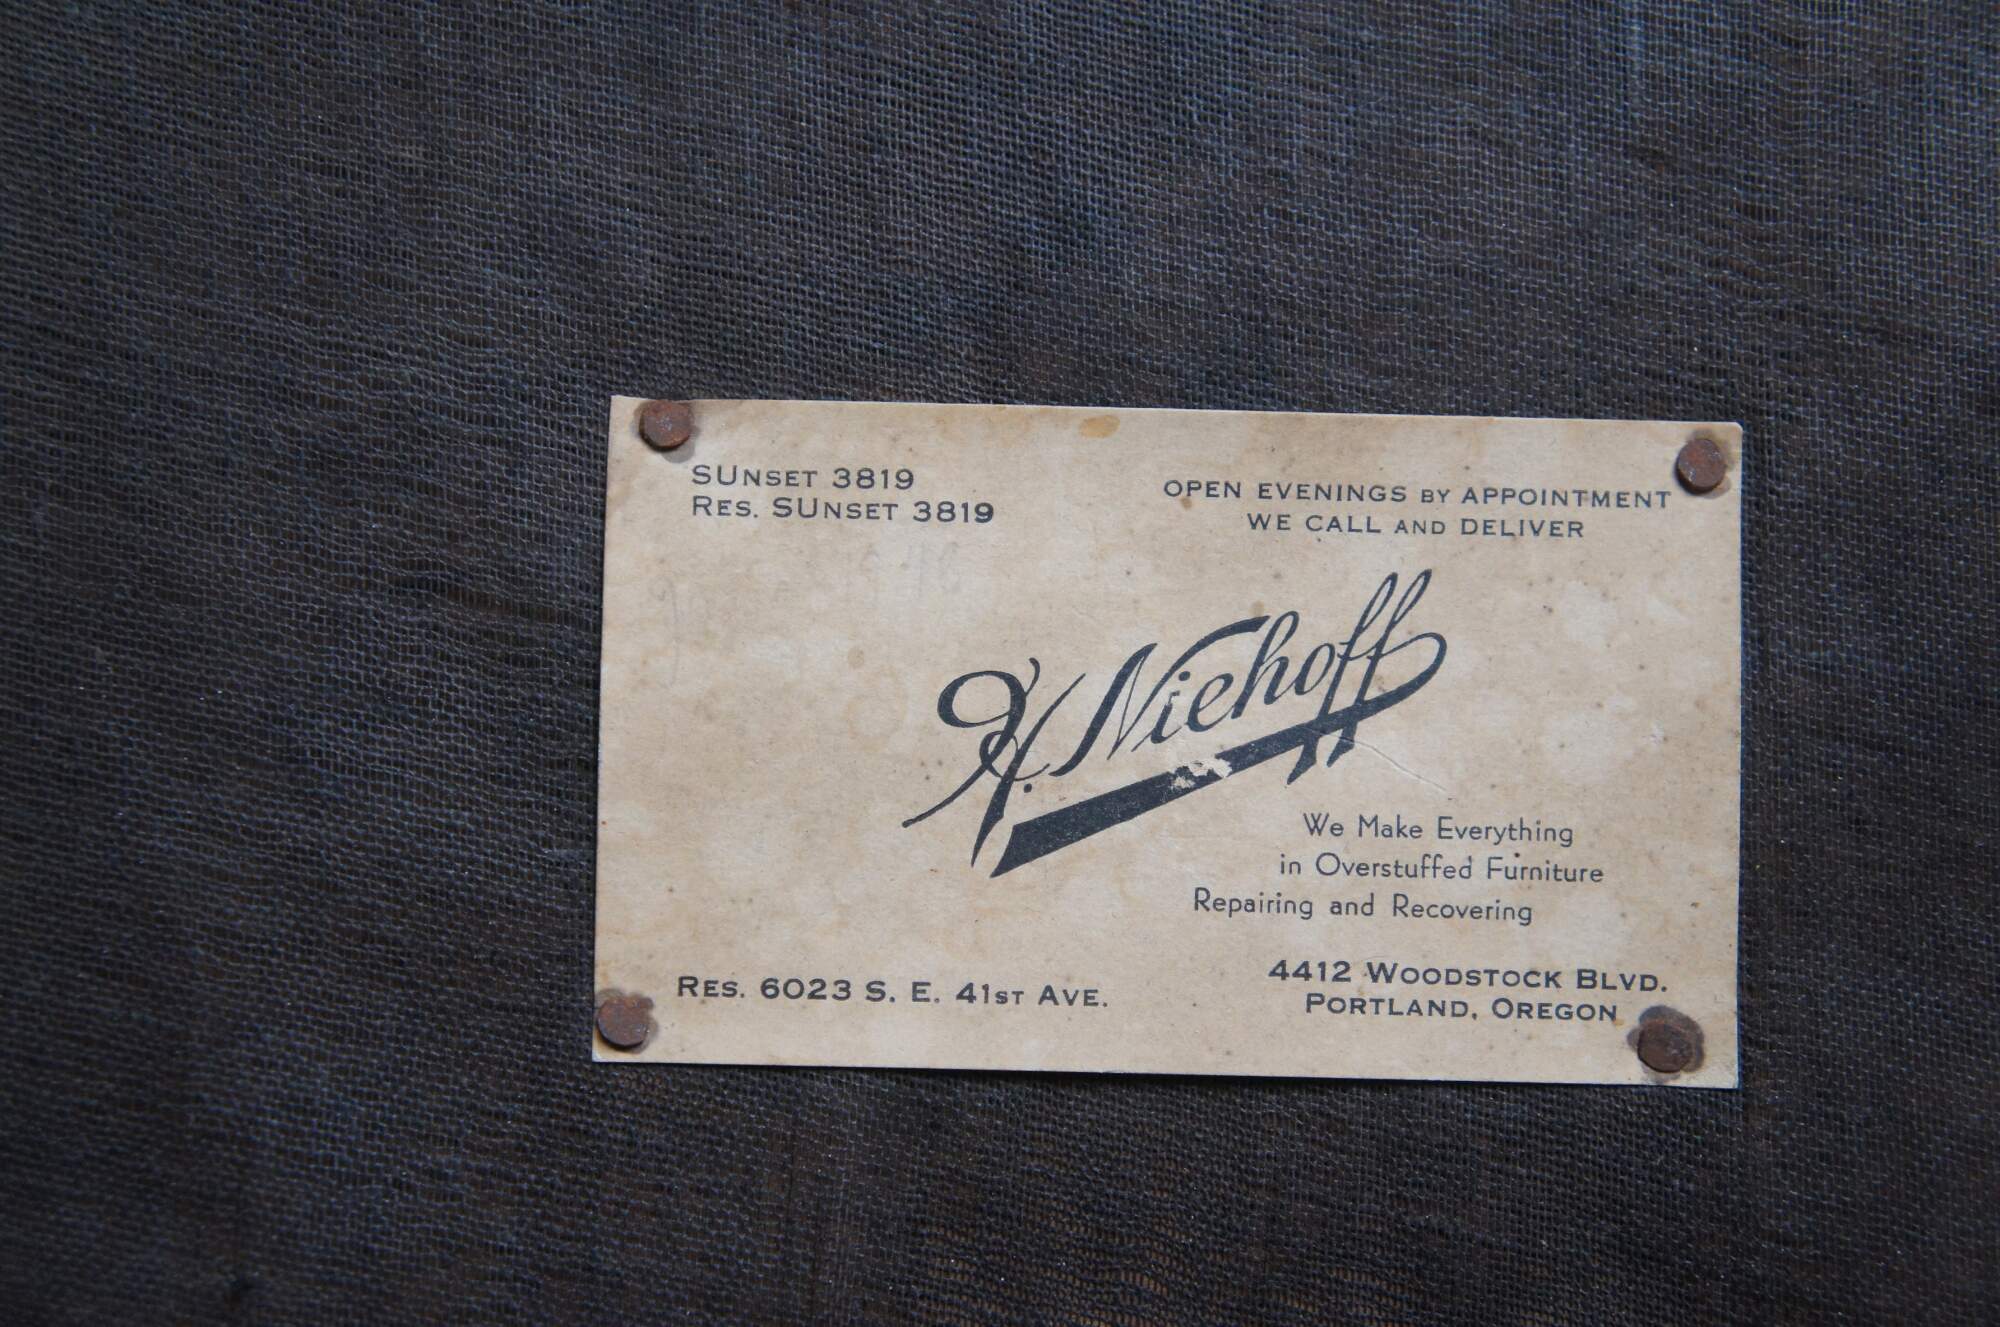 SUNSET 3819
RES. SUNSET 3819
OPEN EVENINGS BY APPOINTMENT
WE CALL AND DELIVER
H. Niehoff
We Make Everything
in Overstuffed Furniture
Repairing and Recovering
RES. 6023 S. E. 41ST AVE.
4412 WOODSTOCK BLVD.
PORTLAND, OREGON